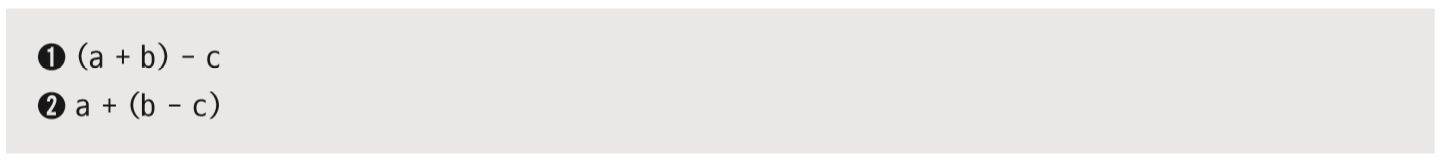 ❶ (a + b) − c
❷ a + (b − c)